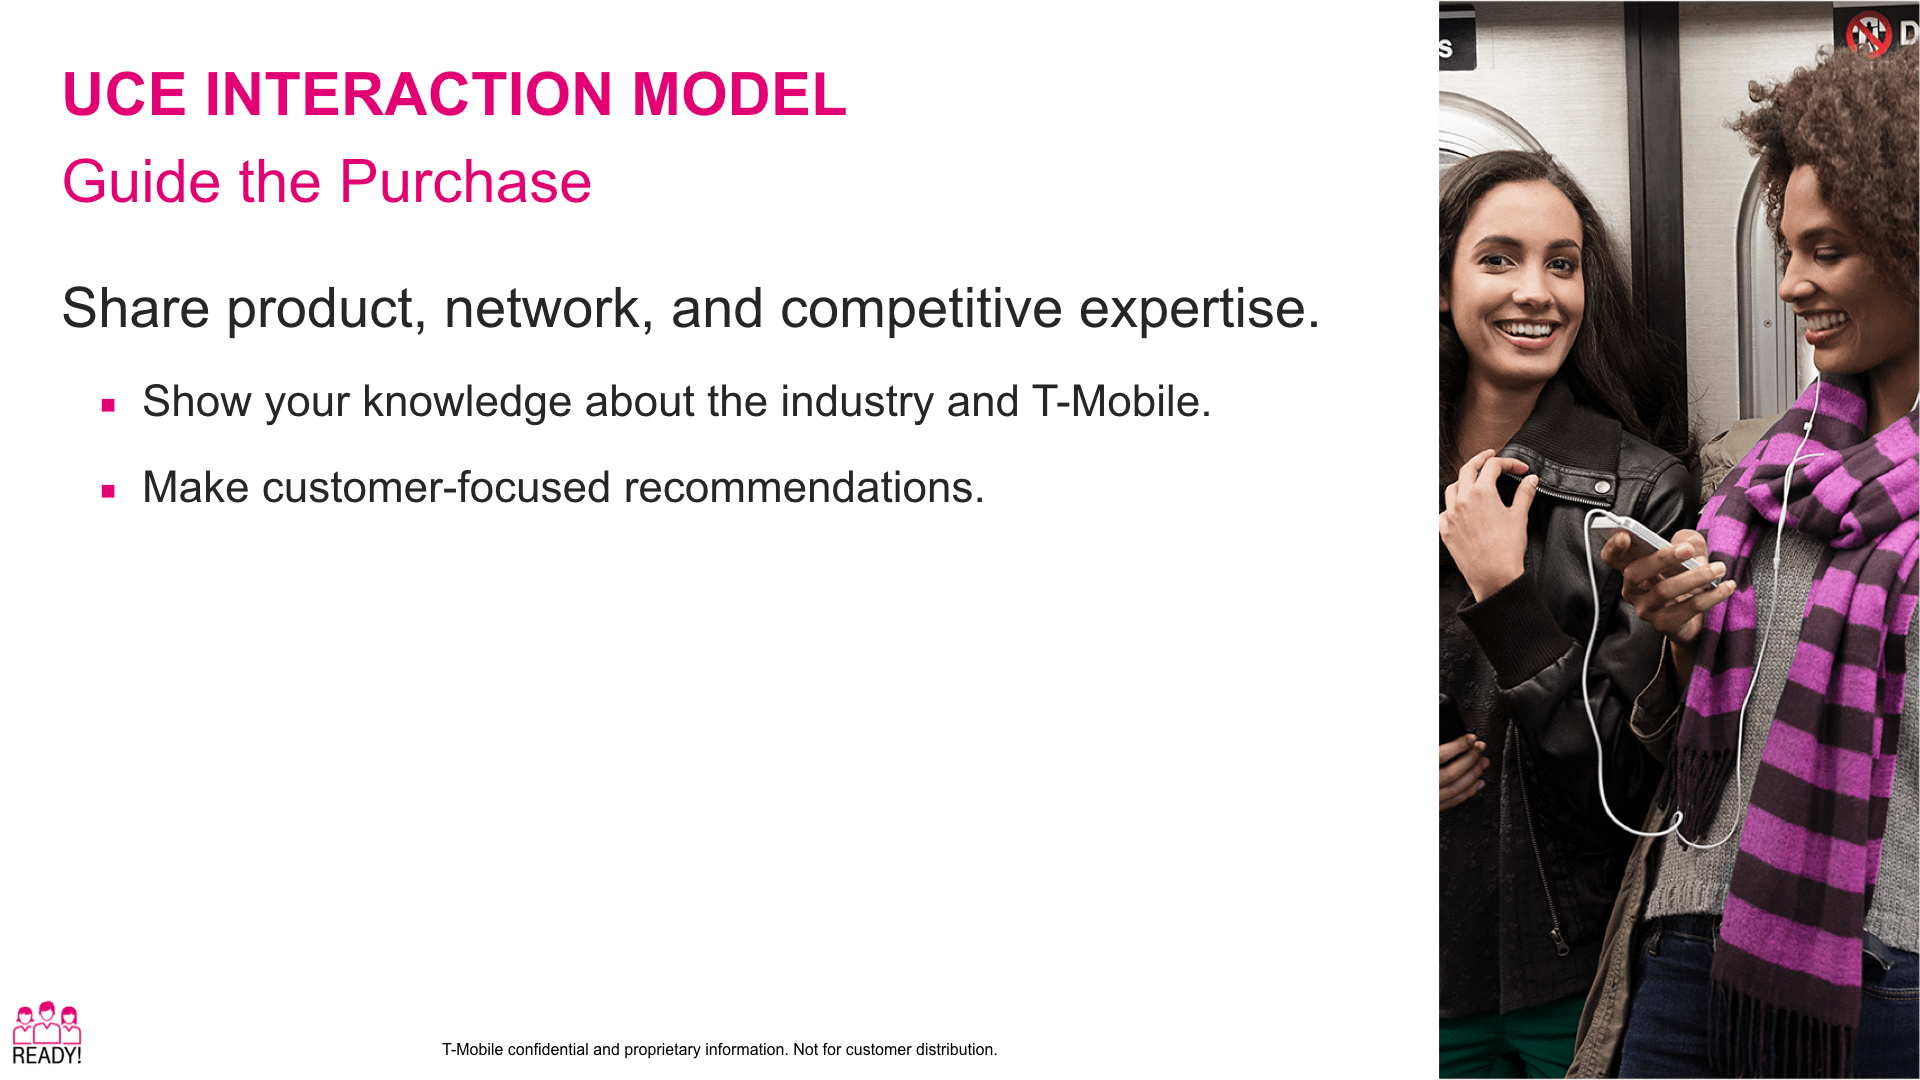 UCE INTERACTION MODEL
Guide the Purchase
Share product, network, and competitive expertise.
Show your knowledge about the industry and T-Mobile.
Make customer-focused recommendations.
READY!
T-Mobile confidential and proprietary information. Not for customer distribution.
s
D